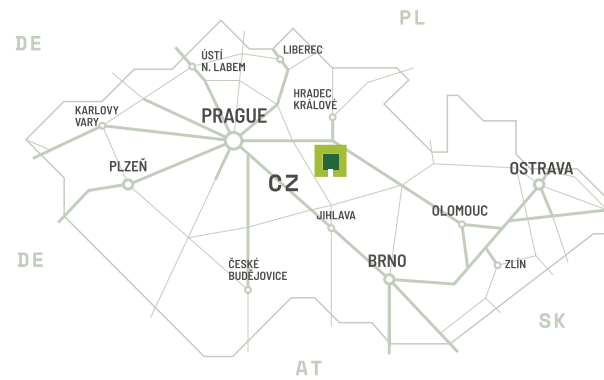 PL
DE
ÚSTÍ
N. LABEM
LIBEREC
HRADEC
KRÁLOVÉ
KARLOVY
VARY
PRAGUE
PLZEŇ
OSTRAVA
CZ
JIHLAVA
OLOMOUC
DE
BRNO
ZLÍN
ČESKÉ
BUDĚJOVICE
SK
AT